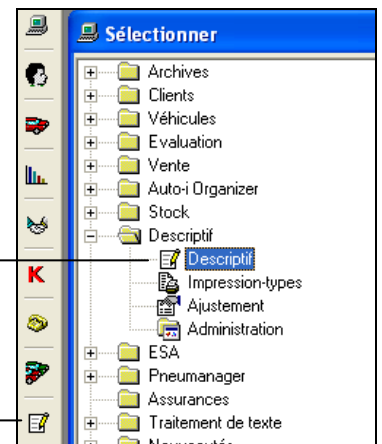 Sélectionner
Archives
Clients
Véhicules
Evaluation
Vente
Auto-i Organizer
Stock
Descriptif
Descriptif
Impression-types
Ajustement
Administration
K
ESA
Pneumanager
Assurances
Traitement de texte
Nouveautés